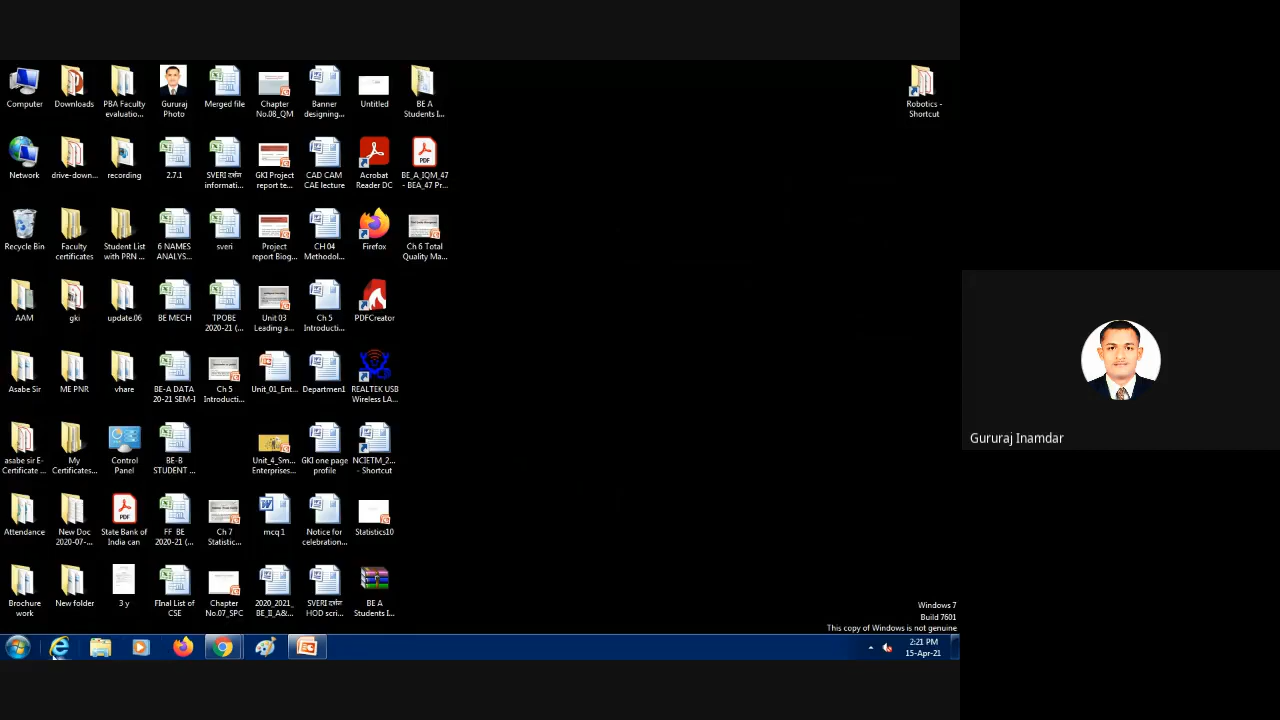 Computer
Downloads
PBA Faculty
evaluatio...
Gururaj
Photo
Merged file
Chapter
No.08_QM
Banner
designing...
Untitled
BE A
Students I...
Robotics -
Shortcut
Network
drive-down...
recording
2.7.1
SVERI दर्शन
informati...
GKI Project
report te...
CAD CAM
CAE lecture
Acrobat
Reader DC
PDF
BE_A_IQM_47
- BEA_47 Pr...
Recycle Bin
Faculty
certificates
Student List
with PRN ...
6 NAMES
ANALYS...
sveri
Project
report Biog...
CH 04
Methodol...
Firefox
Ch 6 Total
Quality Ma...
AAM
gki
update.06
BE MECH
TPOBE
2020-21 (...
Unit 03
Leading a...
Ch 5
Introducti...
PDFCreator
Asabe Sir
ME PNR
vhare
BE-A DATA
20-21 SEM-I
Ch 5
Introducti...
Unit_01_Ent...
Departmen1
REALTEK USB
Wireless LA...
asabe sir E-
Certificate ...
My
Certificates...
Control
Panel
BE-B
STUDENT ...
Unit_4_Sm...
Enterprises...
GKI one page
profile
NCIETM_2...
- Shortcut
Attendance
New Doc
2020-07-...
PDF
State Bank of
India can
FF BE
2020-21 (...
Ch 7
Statistic...
mcq 1
Notice for
celebration...
Statistics10
Brochure
work
New folder
3 y
FInal List of
CSE
Chapter
No.07_SPC
2020_2021_
BE_II_A&...
SVERI दर्शन
HOD scri...
BE A
Students I...
Windows 7
Build 7601
This copy of Windows is not genuine
2:21 PM
15-Apr-21
Gururaj Inamdar